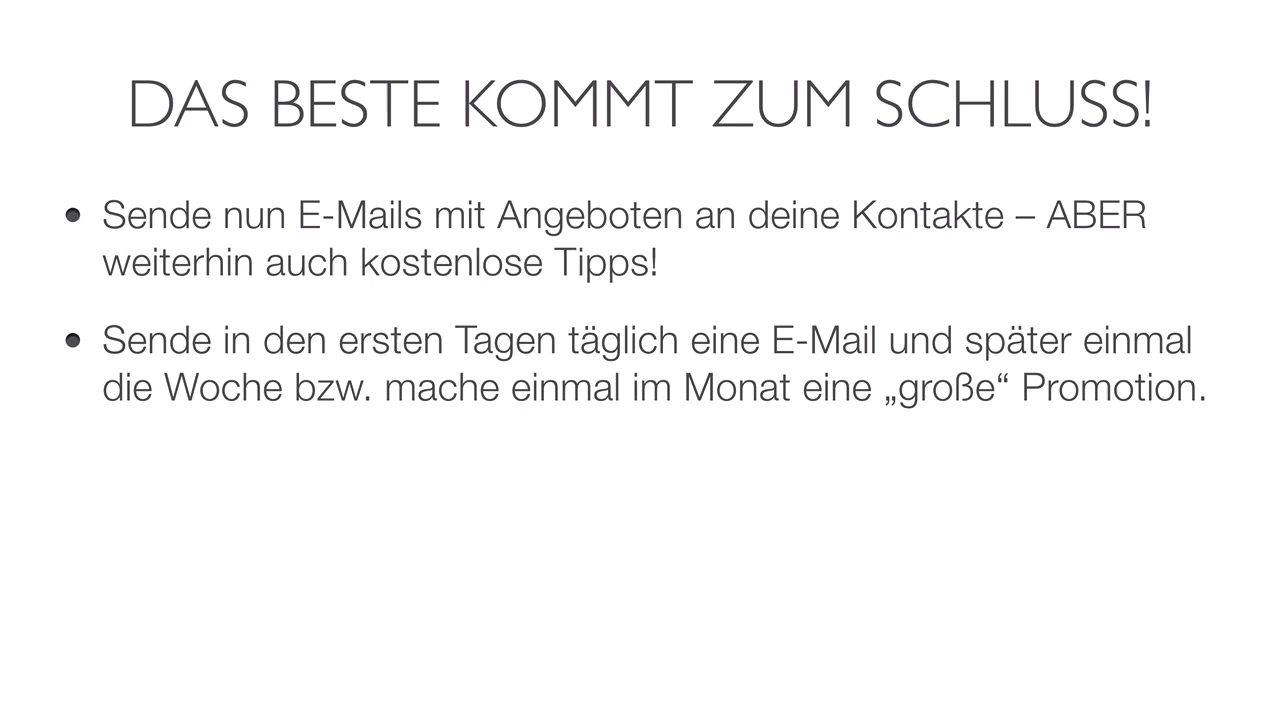 DAS BESTE KOMMT ZUM SCHLUSS!
• Sende nun E-Mails mit Angeboten an deine Kontakte – ABER
weiterhin auch kostenlose Tipps!
• Sende in den ersten Tagen täglich eine E-Mail und später einmal
die Woche bzw. mache einmal im Monat eine „große“ Promotion.